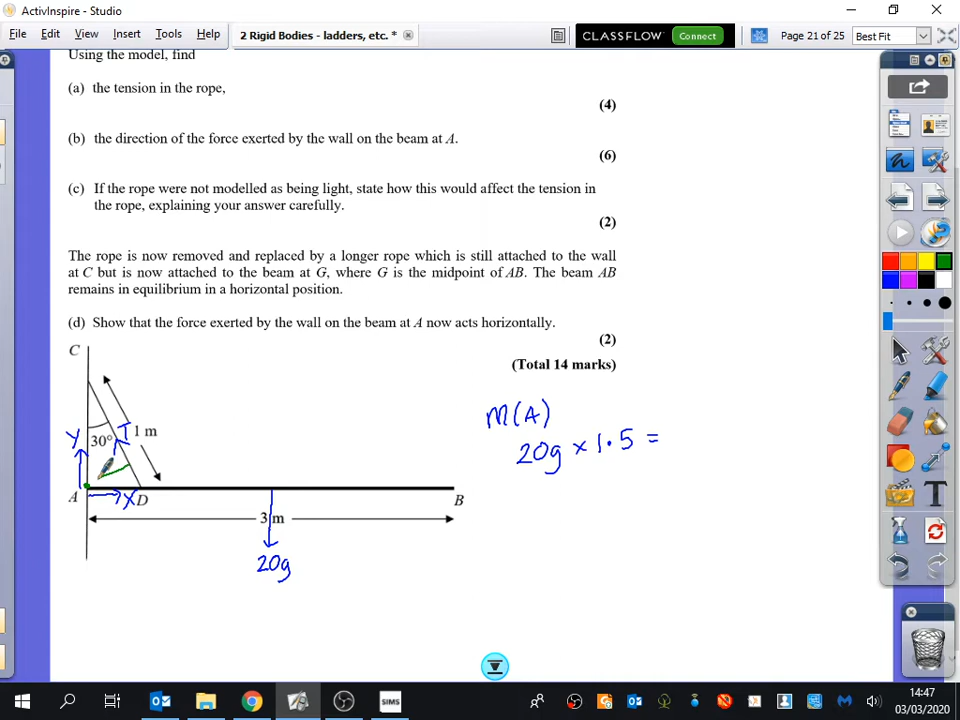 ActivInspire - Studio
File Edit View Insert Tools Help
2 Rigid Bodies - ladders, etc. *
CLASSFLOW Connect
Page 21 of 25
Best Fit
Using the model, find
(a) the tension in the rope,
(4)
(b) the direction of the force exerted by the wall on the beam at A.
(6)
(c) If the rope were not modelled as being light, state how this would affect the tension in
the rope, explaining your answer carefully.
(2)
The rope is now removed and replaced by a longer rope which is still attached to the wall
at C but is now attached to the beam at G, where G is the midpoint of AB. The beam AB
remains in equilibrium in a horizontal position.
(d) Show that the force exerted by the wall on the beam at A now acts horizontally.
(2)
(Total 14 marks)
C
M(A)
20g × 1.5 =
Y 30° T 1 m
A X D B
3 m
20g
T
SIMS
14:47
03/03/2020